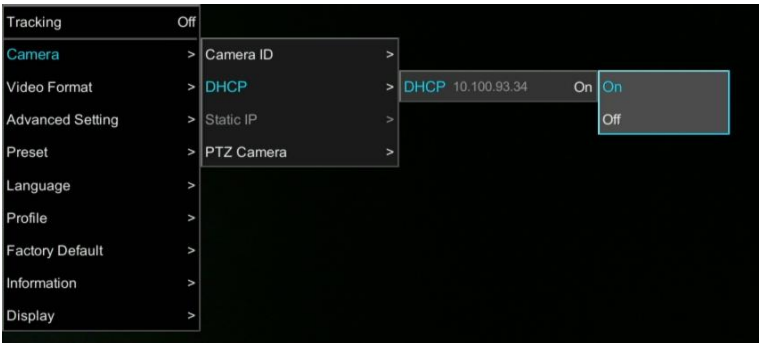 Tracking Off
Camera >
Video Format >
Advanced Setting >
Preset >
Language >
Profile >
Factory Default >
Information >
Display >
Camera ID >
DHCP >
Static IP >
PTZ Camera >
DHCP 10.100.93.34 On
On
Off